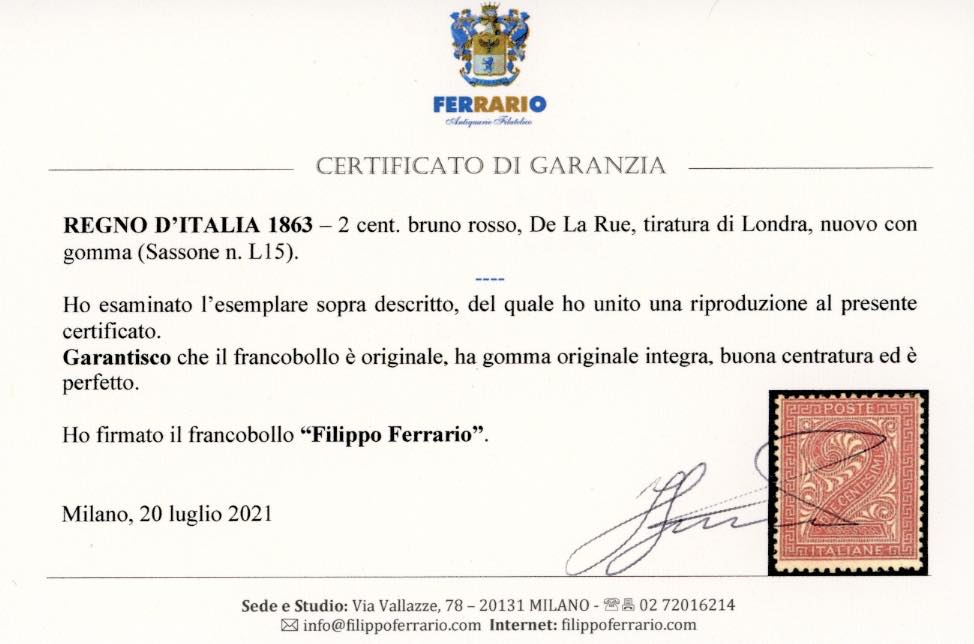 FERRARIO
Antiquario Filatelico
CERTIFICATO DI GARANZIA
REGNO D'ITALIA 1863 – 2 cent. bruno rosso, De La Rue, tiratura di Londra, nuovo con
gomma (Sassone n. L15).
----
Ho esaminato l'esemplare sopra descritto, del quale ho unito una riproduzione al presente
certificato.
Garantisco che il francobollo è originale, ha gomma originale integra, buona centratura ed è
perfetto.
Ho firmato il francobollo “Filippo Ferrario”.
POSTE
CENTESIMI
ITALIANE
Milano, 20 luglio 2021
Sede e Studio: Via Vallazze, 78 – 20131 MILANO - ☏ 02 72016214
✉ info@filippoferrario.com Internet: filippoferrario.com